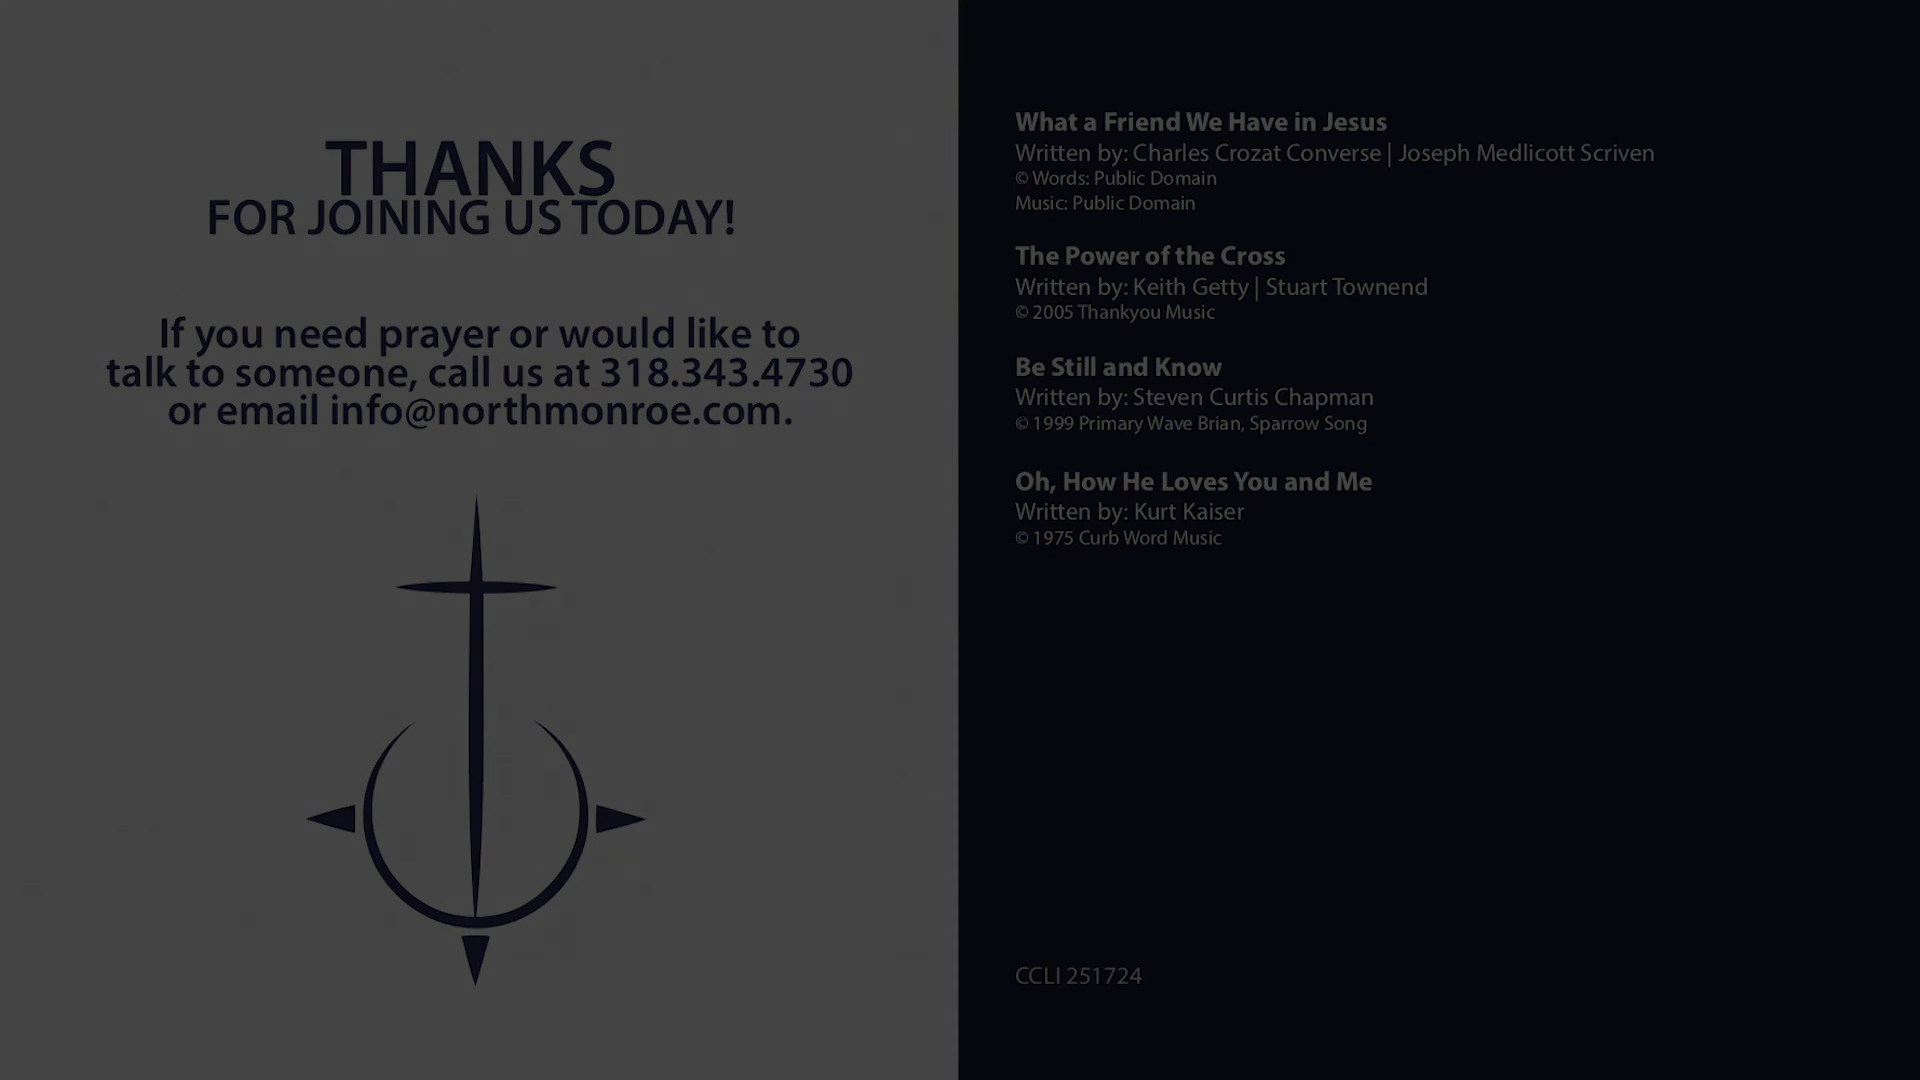 THANKS
FOR JOINING US TODAY!
If you need prayer or would like to
talk to someone, call us at 318.343.4730
or email info@northmonroe.com.
What a Friend We Have in Jesus
Written by: Charles Crozat Converse | Joseph Medlicott Scriven
© Words: Public Domain
Music: Public Domain
The Power of the Cross
Written by: Keith Getty | Stuart Townend
© 2005 Thankyou Music
Be Still and Know
Written by: Steven Curtis Chapman
© 1999 Primary Wave Brian, Sparrow Song
Oh, How He Loves You and Me
Written by: Kurt Kaiser
© 1975 Curb Word Music
CCLI 251724